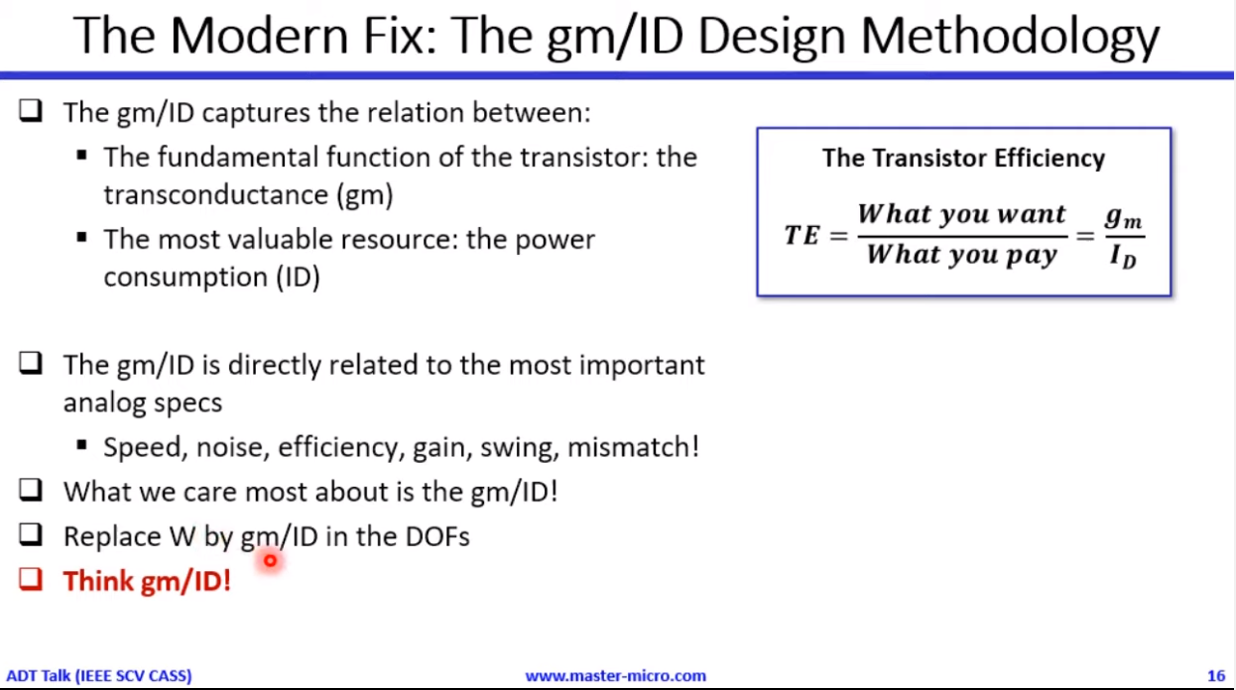 The Modern Fix: The gm/ID Design Methodology
❑ The gm/ID captures the relation between:
▪ The fundamental function of the transistor: the
transconductance (gm)
▪ The most valuable resource: the power
consumption (ID)
The Transistor Efficiency
TE = What you want / What you pay = gm / ID
❑ The gm/ID is directly related to the most important
analog specs
▪ Speed, noise, efficiency, gain, swing, mismatch!
❑ What we care most about is the gm/ID!
❑ Replace W by gm/ID in the DOFs
❑ Think gm/ID!
ADT Talk (IEEE SCV CASS) www.master-micro.com 16